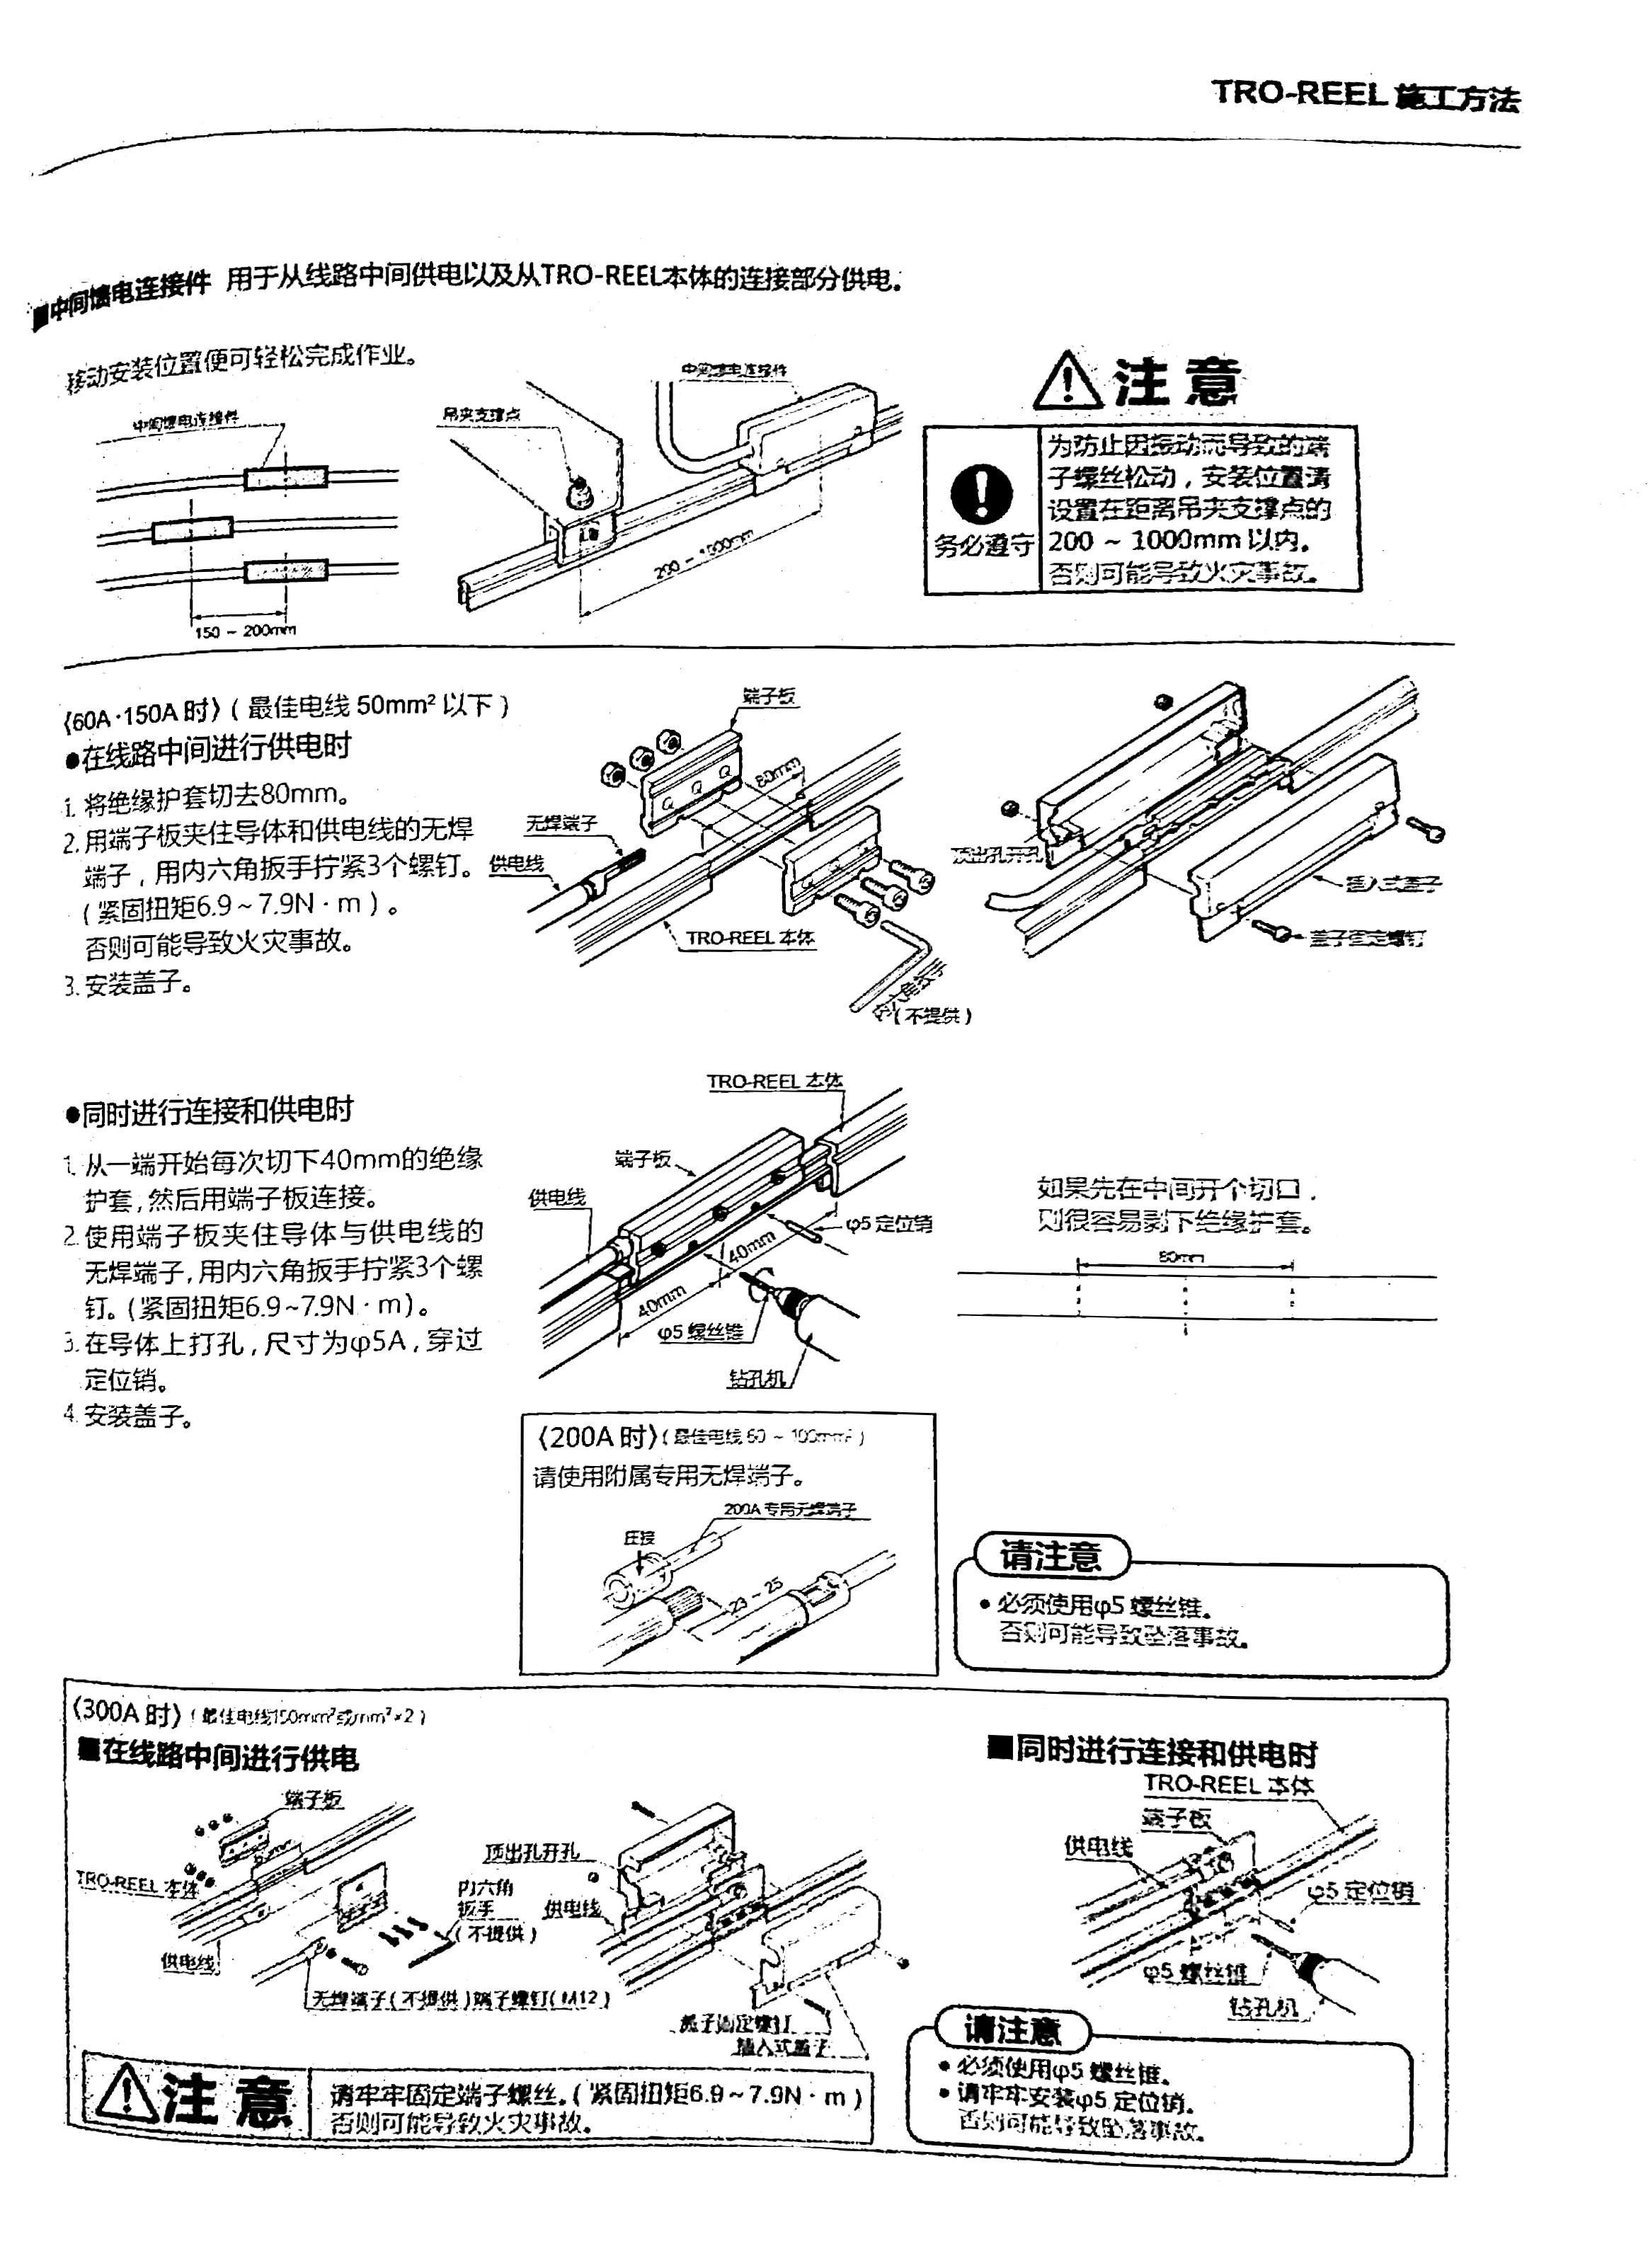 TRO-REEL 施工方法
■中间馈电连接件 用于从线路中间供电以及从TRO-REEL本体的连接部分供电。
移动安装位置便可轻松完成作业。
中间馈电连接件
150 ~ 200mm
吊夹支撑点
中间馈电连接件
200 ~ 1000mm
注意
务必遵守
为防止因振动而导致的端
子螺丝松动，安装位置请
设置在距离吊夹支撑点的
200 ~ 1000mm 以内。
否则可能导致火灾事故。
〈60A·150A 时〉( 最佳电线 50mm² 以下 )
●在线路中间进行供电时
1. 将绝缘护套切去80mm。
2. 用端子板夹住导体和供电线的无焊
端子，用内六角扳手拧紧3个螺钉。
( 紧固扭矩6.9 ~ 7.9N · m ) 。
否则可能导致火灾事故。
3. 安装盖子。
端子板
80mm
无焊端子
供电线
TRO-REEL 本体
内六角扳手
(不提供)
顶出孔开孔
插入式盖子
盖子固定螺钉
●同时进行连接和供电时
1. 从一端开始每次切下40mm的绝缘
护套,然后用端子板连接。
2. 使用端子板夹住导体与供电线的
无焊端子,用内六角扳手拧紧3个螺
钉。(紧固扭矩6.9~7.9N · m)。
3. 在导体上打孔,尺寸为φ5A,穿过
定位销。
4. 安装盖子。
TRO-REEL 本体
端子板
供电线
φ5 定位销
40mm
40mm
φ5 螺丝锥
钻孔机
如果先在中间开个切口，
则很容易剥下绝缘护套。
80mm
〈200A 时〉( 最佳电线 60 ~ 100mm² )
请使用附属专用无焊端子。
200A 专用无焊端子
压接
23 ~ 25
请注意
• 必须使用φ5 螺丝锥。
否则可能导致坠落事故。
〈300A 时〉( 最佳电线150mm²或mm²×2 )
■在线路中间进行供电
端子板
TRO-REEL 本体
供电线
内六角
扳手
(不提供)
无焊端子(不提供)端子螺钉(M12)
顶出孔开孔
供电线
盖子固定螺钉
插入式盖子
■同时进行连接和供电时
TRO-REEL 本体
端子板
供电线
φ5 定位销
φ5 螺丝锥
钻孔机
注意
请牢牢固定端子螺丝。( 紧固扭矩6.9 ~ 7.9N · m )
否则可能导致火灾事故。
请注意
• 必须使用φ5 螺丝锥。
• 请牢牢安装φ5 定位销。
否则可能导致坠落事故。